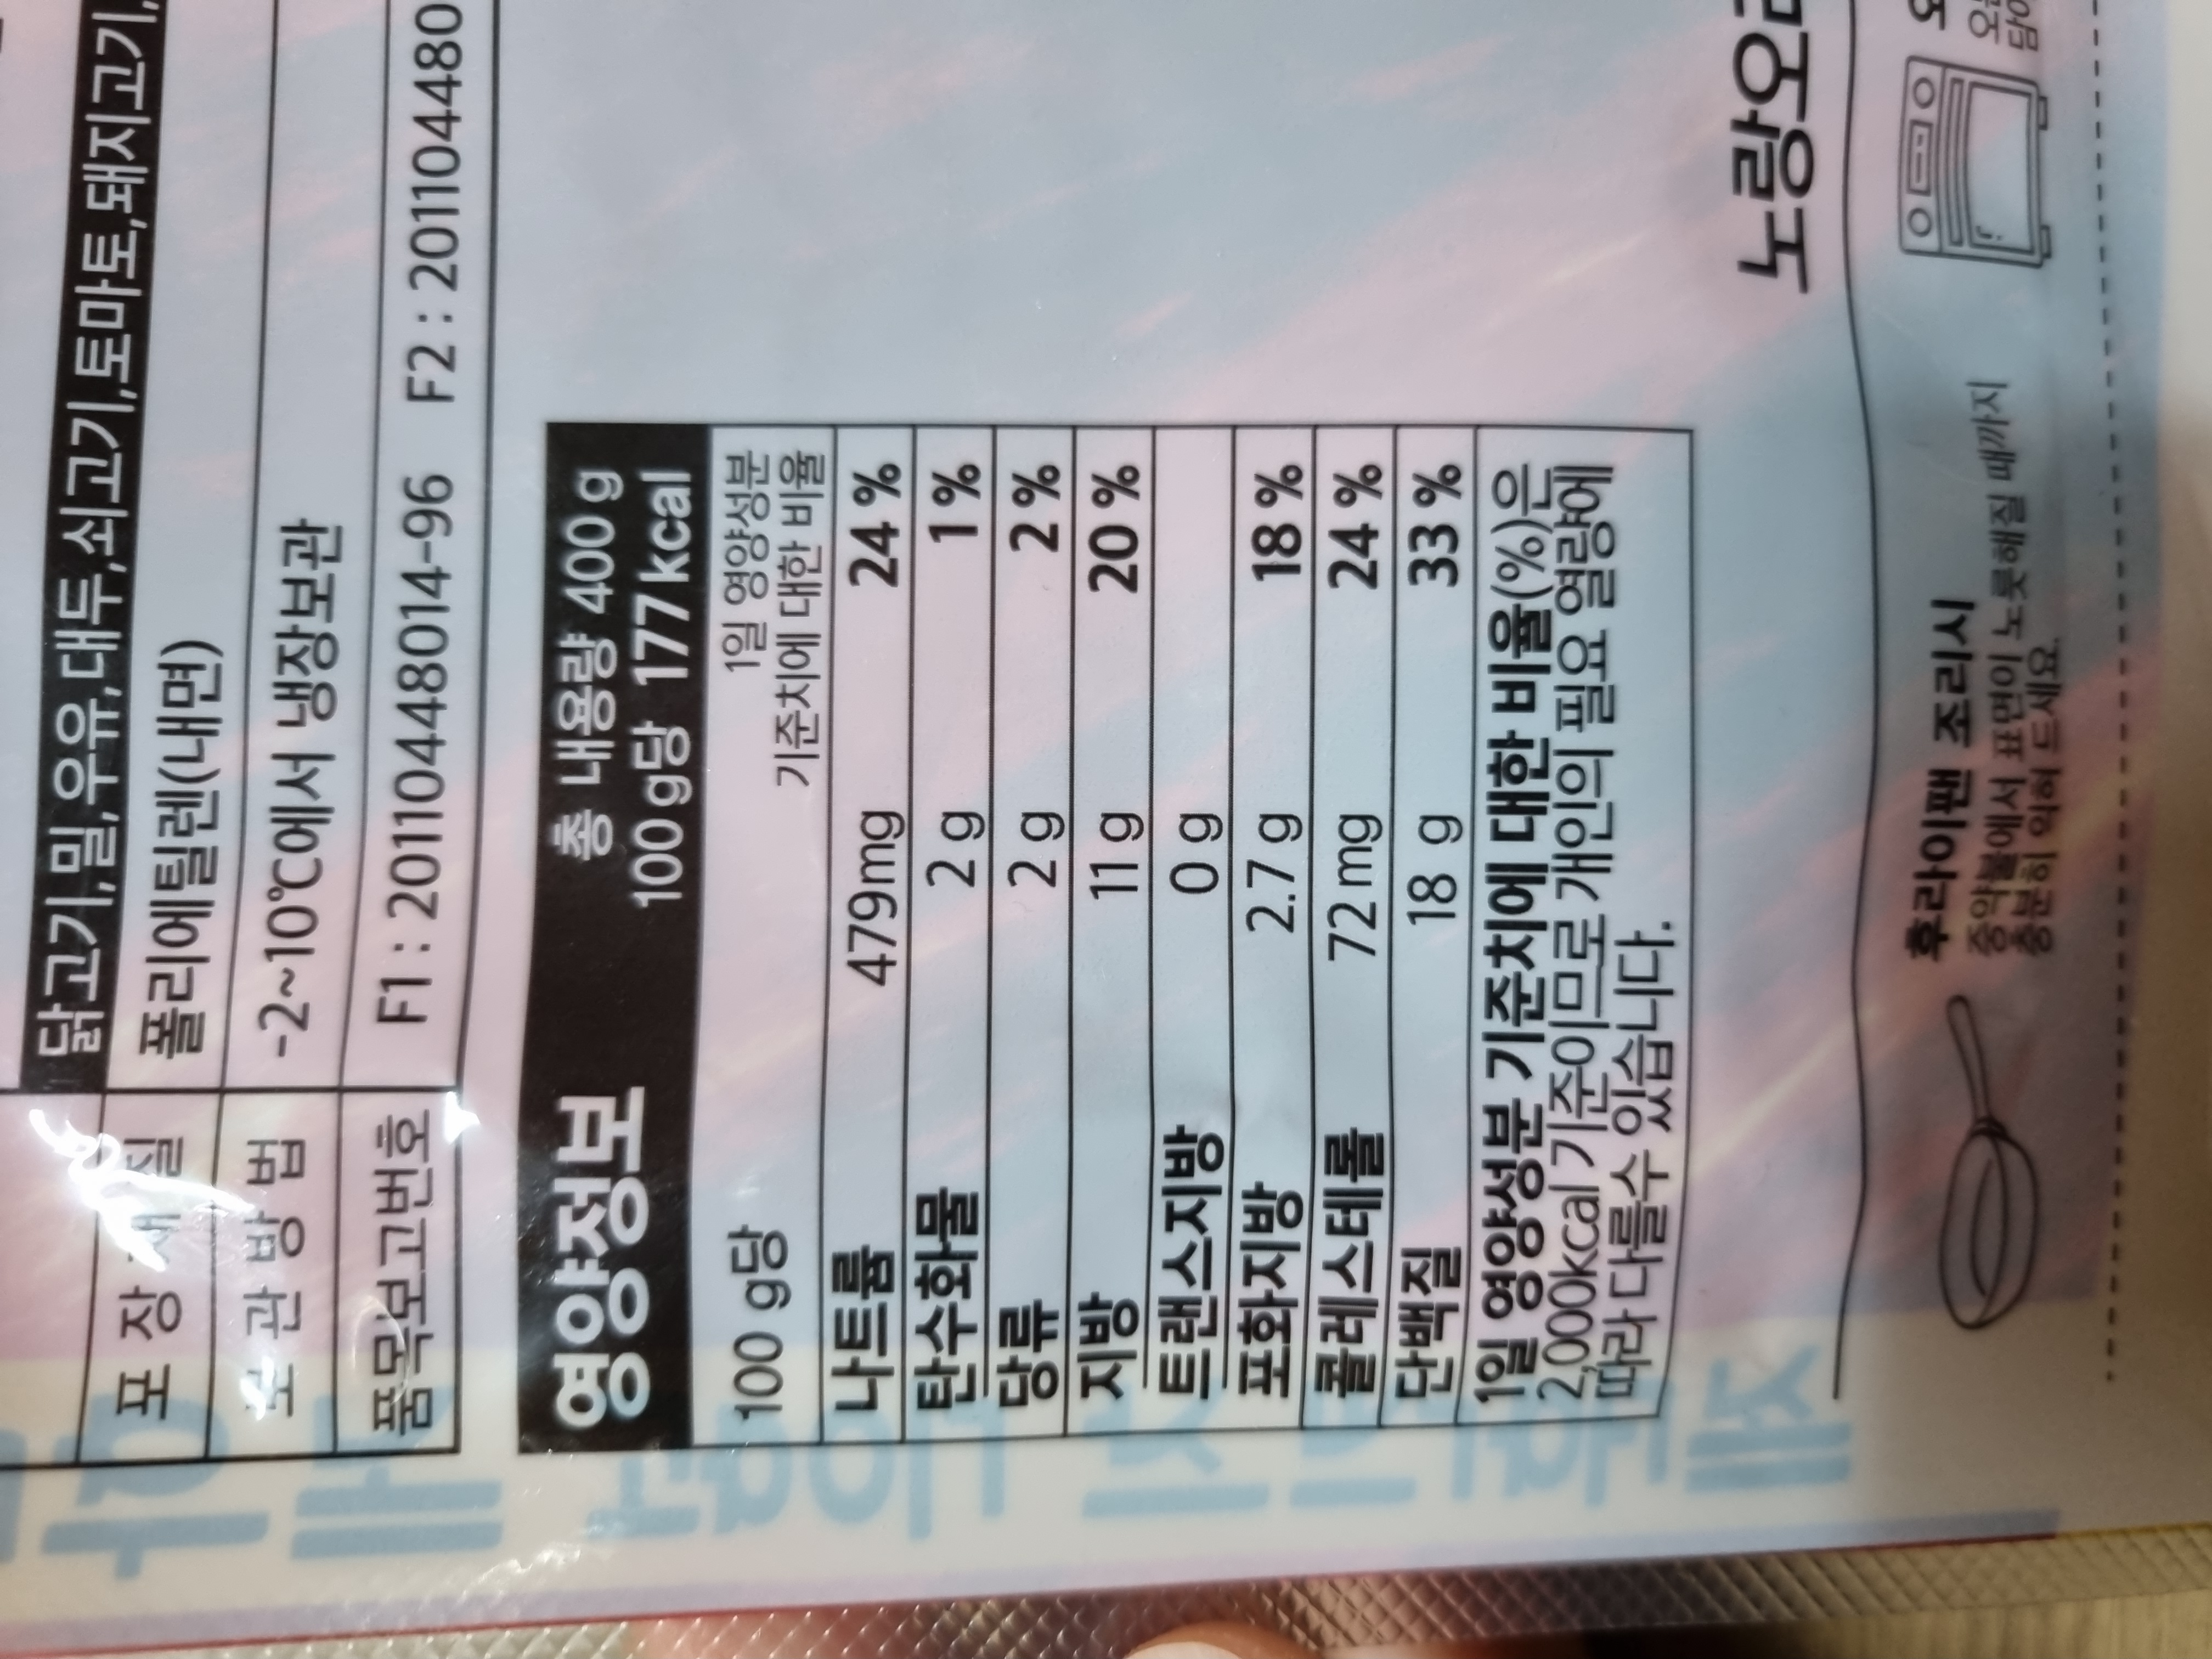 닭고기,밀,우유,대두,쇠고기,토마토,돼지고기,
포 장 재 질 폴리에틸렌(내면)
보 관 방 법 -2~10℃에서 냉장보관
품목보고번호 F1 : 20110448014-96 F2 : 201104480
영양정보 총 내용량 400 g
100 g당 177 kcal
100 g당 1일 영양성분
기준치에 대한 비율
나트륨 479mg 24 %
탄수화물 2 g 1 %
당류 2 g 2 %
지방 11 g 20 %
트랜스지방 0 g
포화지방 2.7 g 18 %
콜레스테롤 72 mg 24 %
단백질 18 g 33 %
1일 영양성분 기준치에 대한 비율(%)은
2,000kcal 기준이므로 개인의 필요 열량에
따라 다를수 있습니다.
노랑오리
후라이팬 조리시
중약불에서 표면이 노릇해질 때까지
충분히 익혀 드세요.